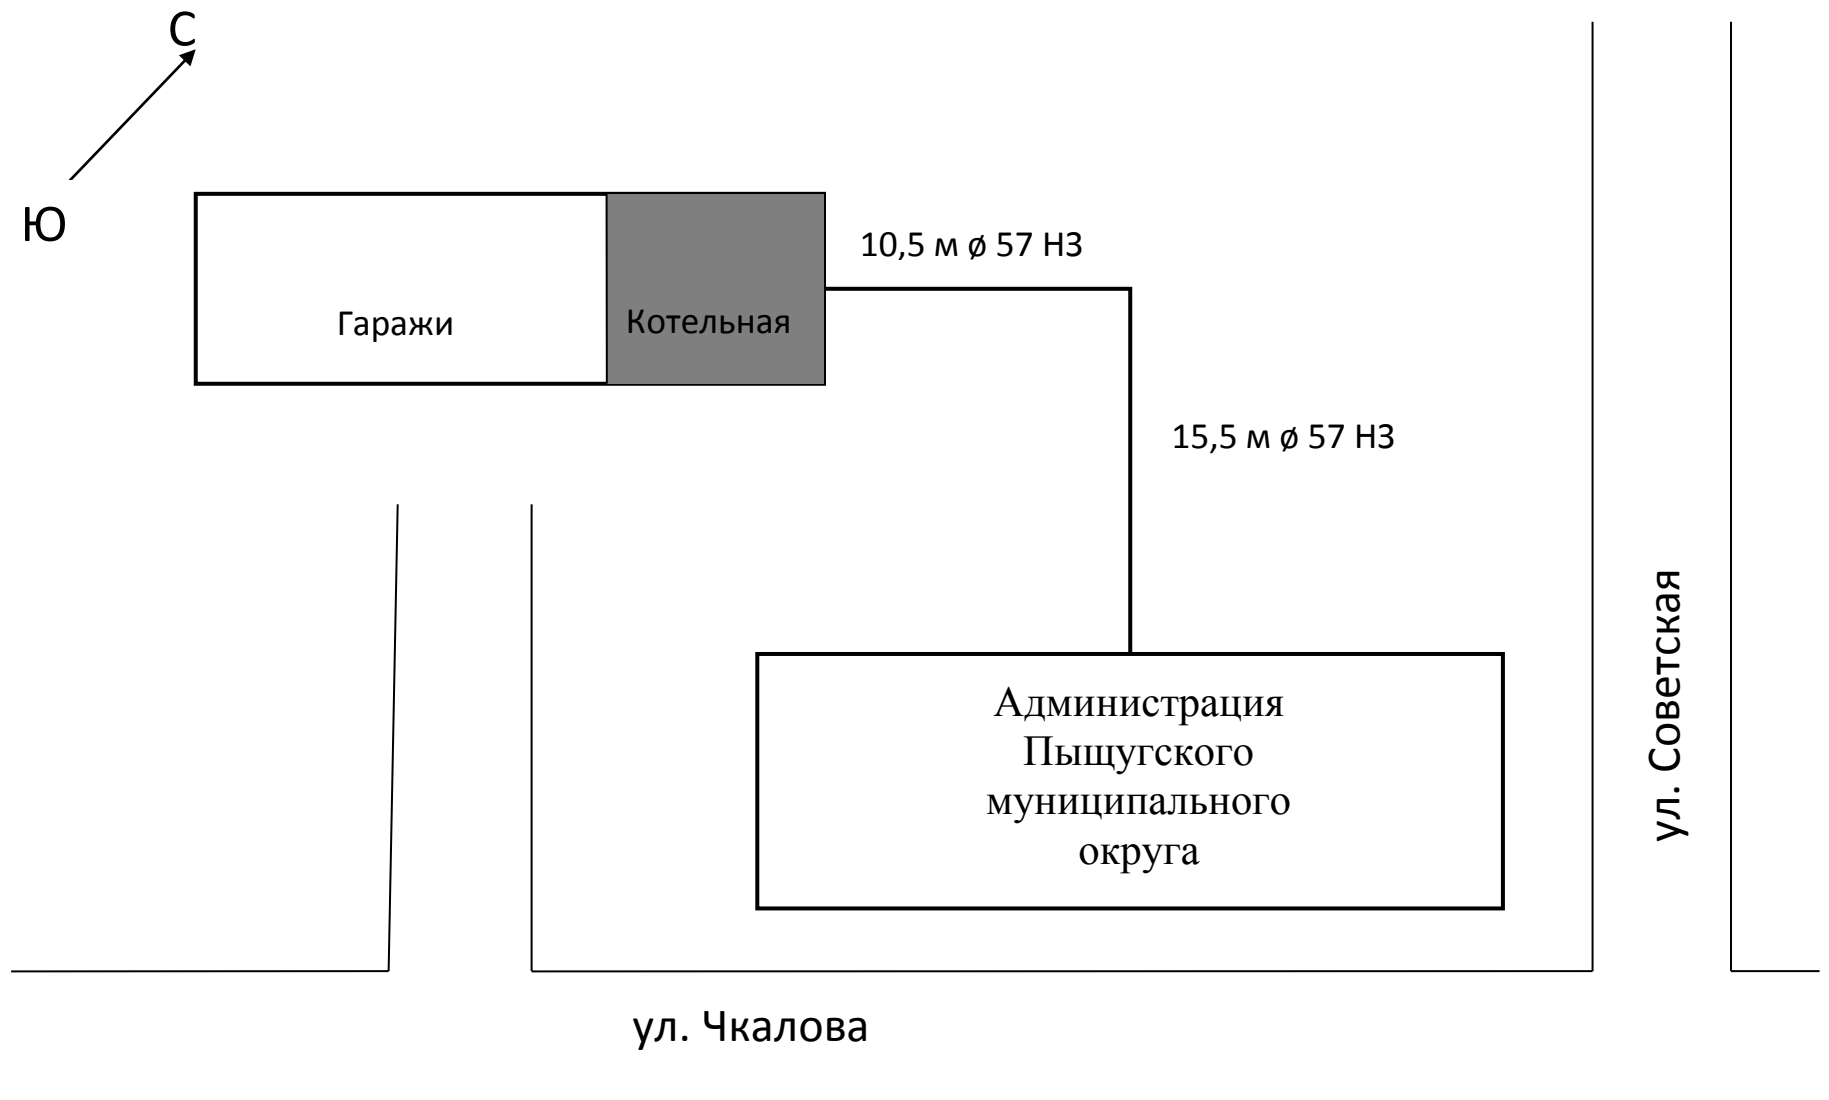 С
Ю
10,5 м ø 57 НЗ
Гаражи
Котельная
15,5 м ø 57 НЗ
Администрация
Пыщугского
муниципального
округа
ул. Советская
ул. Чкалова